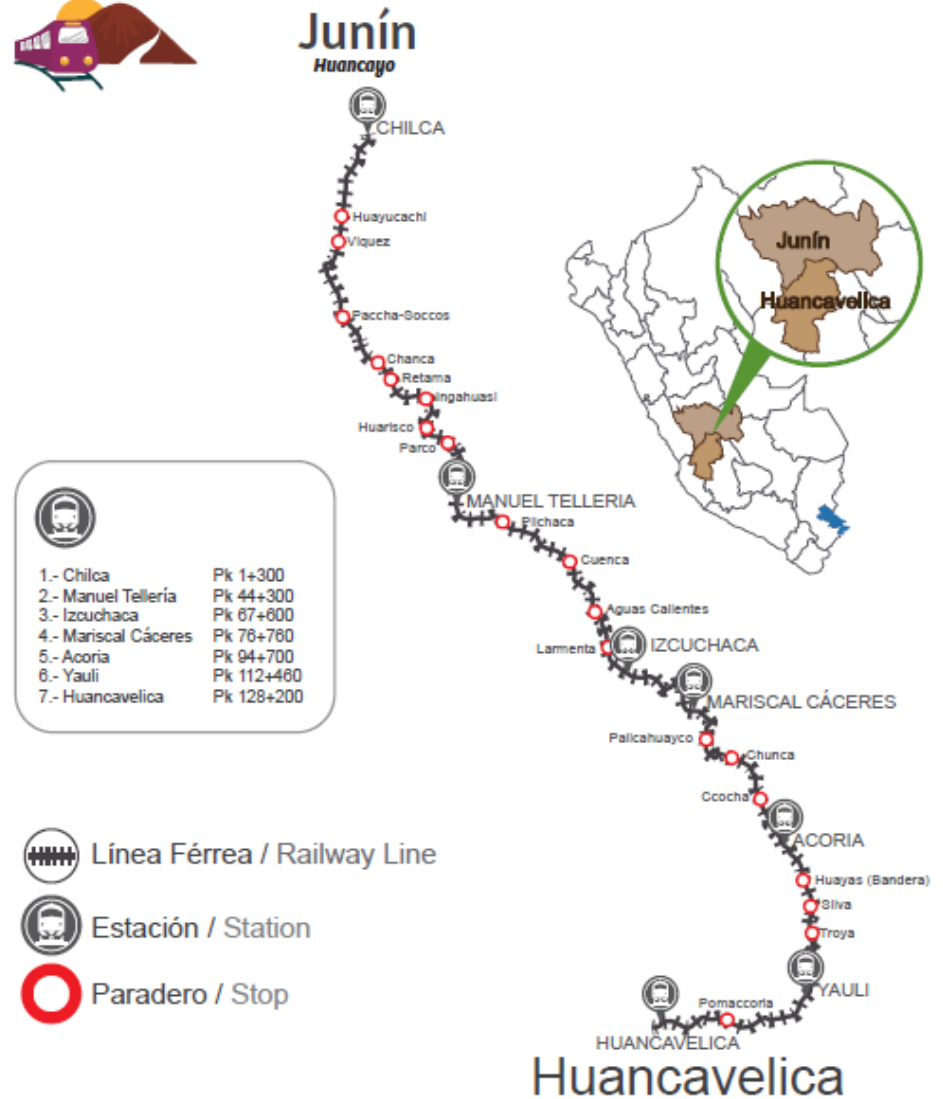 Junín
Huancayo
CHILCA
Huayucachi
Viquez
Paccha-Soccos
Chanca
Retama
Ingahuasi
Huarisco
Parco
MANUEL TELLERIA
Pilchaca
Cuenca
Aguas Calientes
Larmenta
IZCUCHACA
MARISCAL CÁCERES
Palicahuayco
Chunca
Ccocha
ACORIA
Huayas (Bandera)
Silva
Troya
YAULI
Pomaccoria
HUANCAVELICA
Huancavelica
Junín
Huancavelica
1.- Chilca Pk 1+300
2.- Manuel Tellería Pk 44+300
3.- Izcuchaca Pk 67+600
4.- Mariscal Cáceres Pk 76+760
5.- Acoria Pk 94+700
6.- Yauli Pk 112+460
7.- Huancavelica Pk 128+200
Línea Férrea / Railway Line
Estación / Station
Paradero / Stop